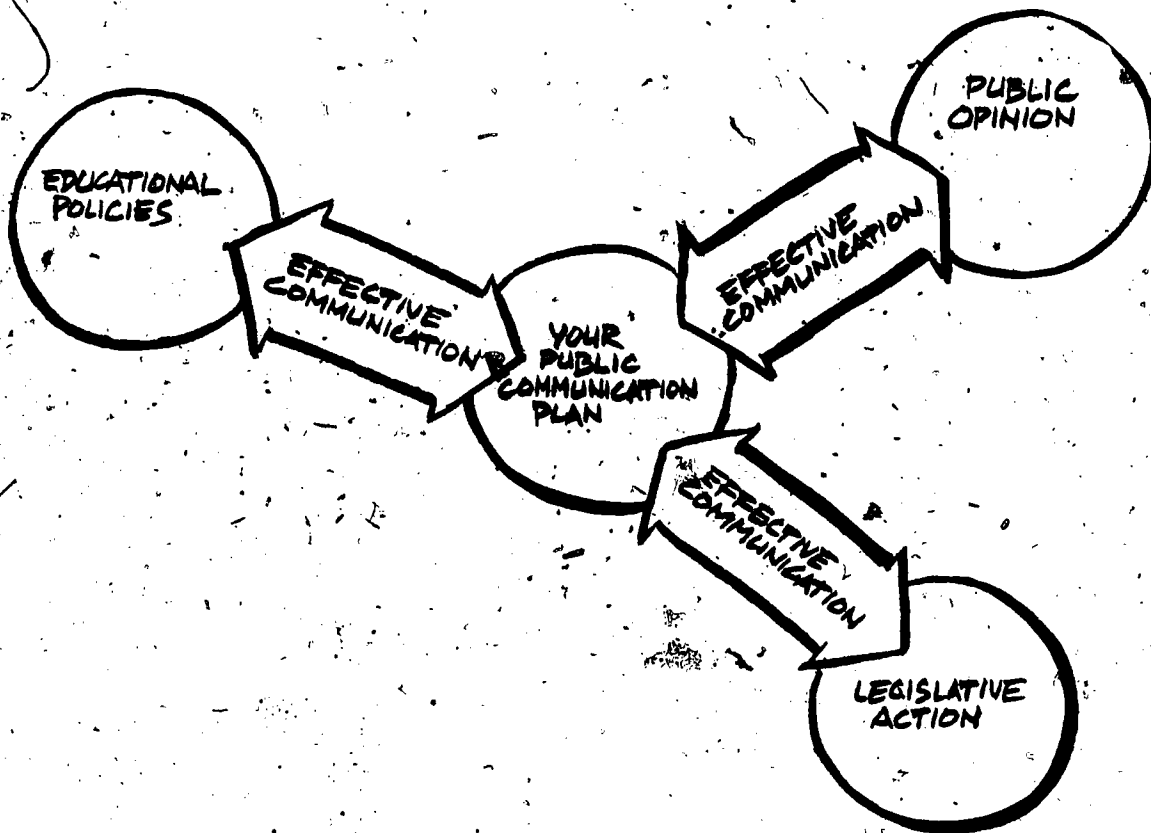 PUBLIC
OPINION
EDUCATIONAL
POLICIES
EFFECTIVE
COMMUNICATION
EFFECTIVE
COMMUNICATION
YOUR
PUBLIC
COMMUNICATION
PLAN
EFFECTIVE
COMMUNICATION
LEGISLATIVE
ACTION